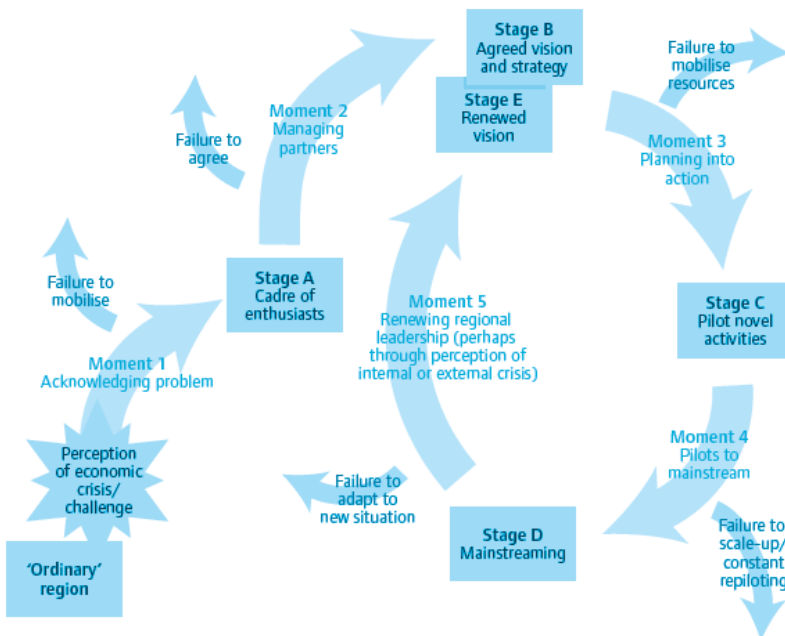 Stage B
Agreed vision
and strategy
Stage E
Renewed
vision
Failure to
mobilise
resources
Moment 2
Managing
partners
Failure to
agree
Moment 3
Planning into
action
Stage A
Cadre of
enthusiasts
Failure to
mobilise
Moment 5
Renewing regional
leadership (perhaps
through perception of
internal or external crisis)
Stage C
Pilot novel
activities
Moment 1
Acknowledging problem
Moment 4
Pilots to
mainstream
Perception
of economic
crisis/
challenge
Failure to
adapt to
new situation
Stage D
Mainstreaming
Failure to
scale-up/
constant
repiloting
‘Ordinary’
region